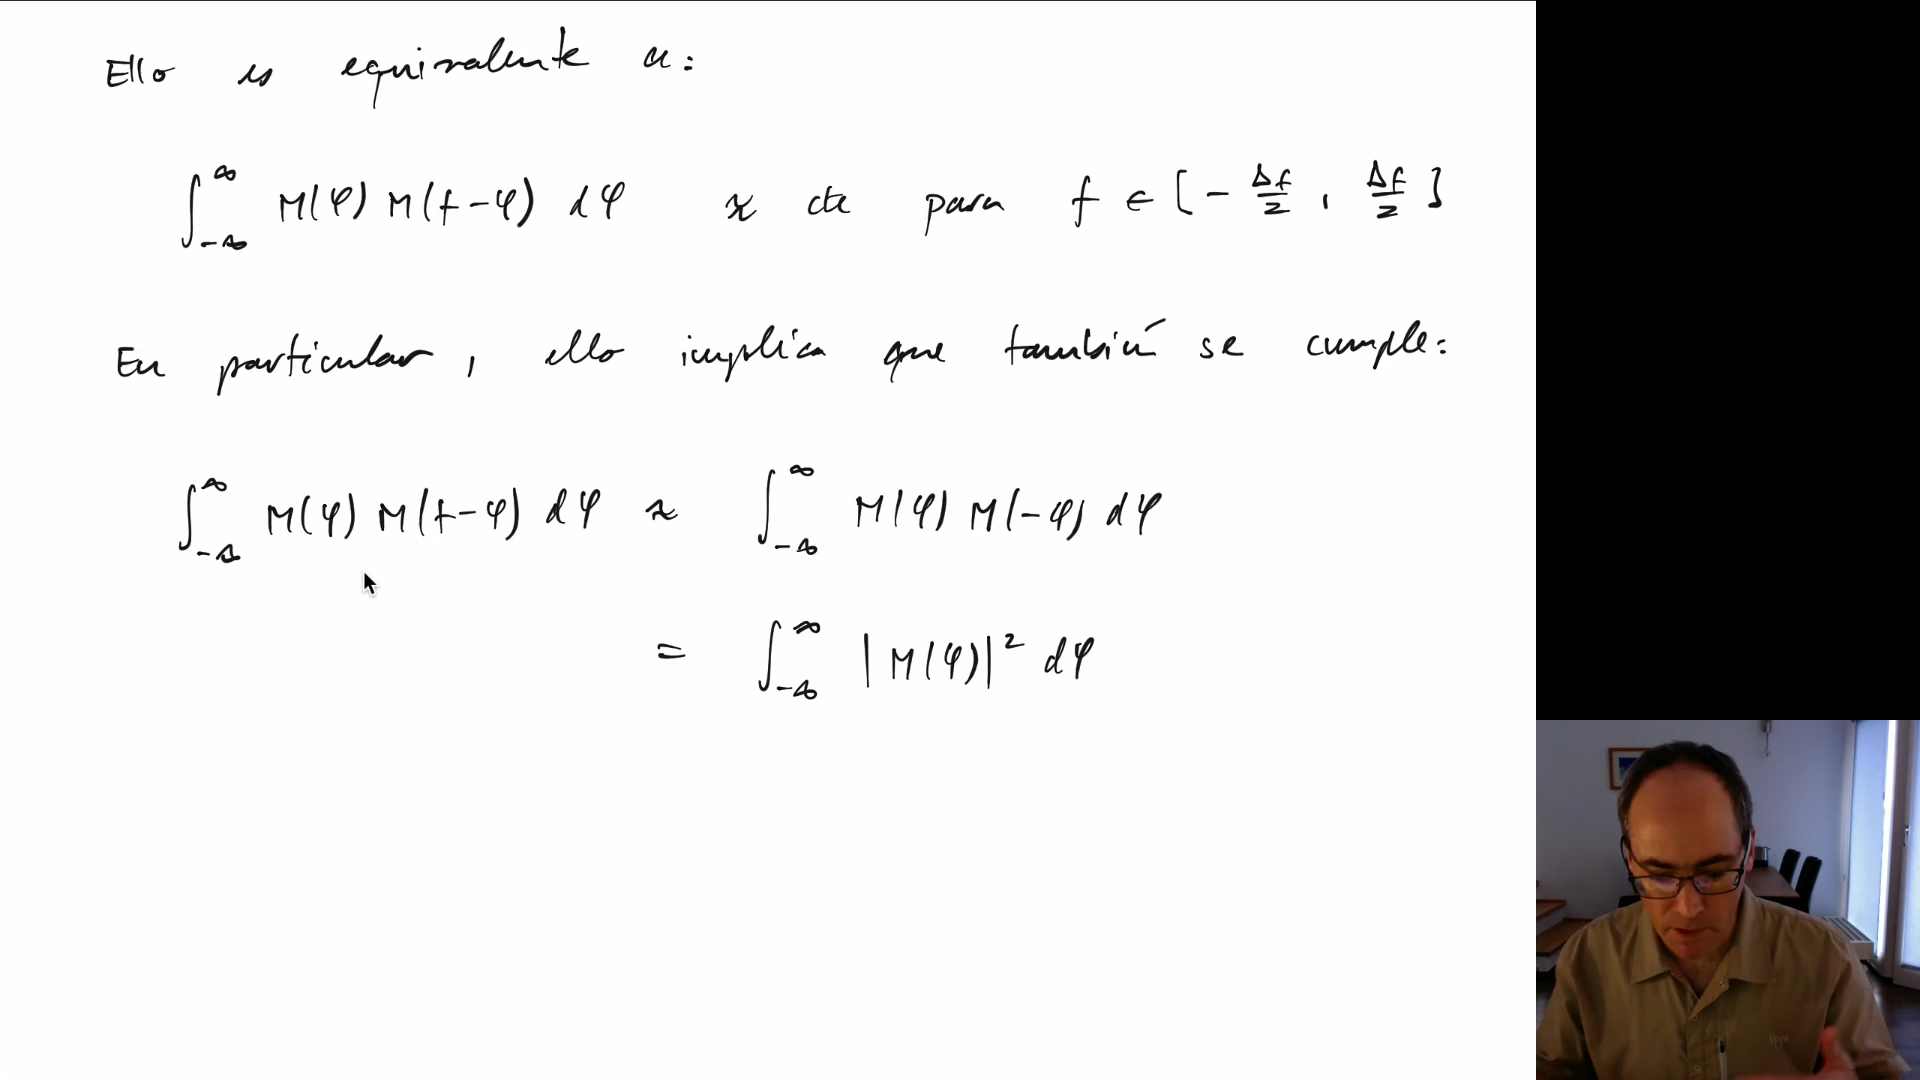 Ello es equivalente a:
∫_{-∞}^{∞} M(φ) M(f-φ) dφ ≈ cte para f ∈ [-Δf/2, Δf/2]
En particular, ello implica que también se cumple:
∫_{-∞}^{∞} M(φ) M(f-φ) dφ ≈ ∫_{-∞}^{∞} M(φ) M(-φ) dφ
= ∫_{-∞}^{∞} |M(φ)|² dφ